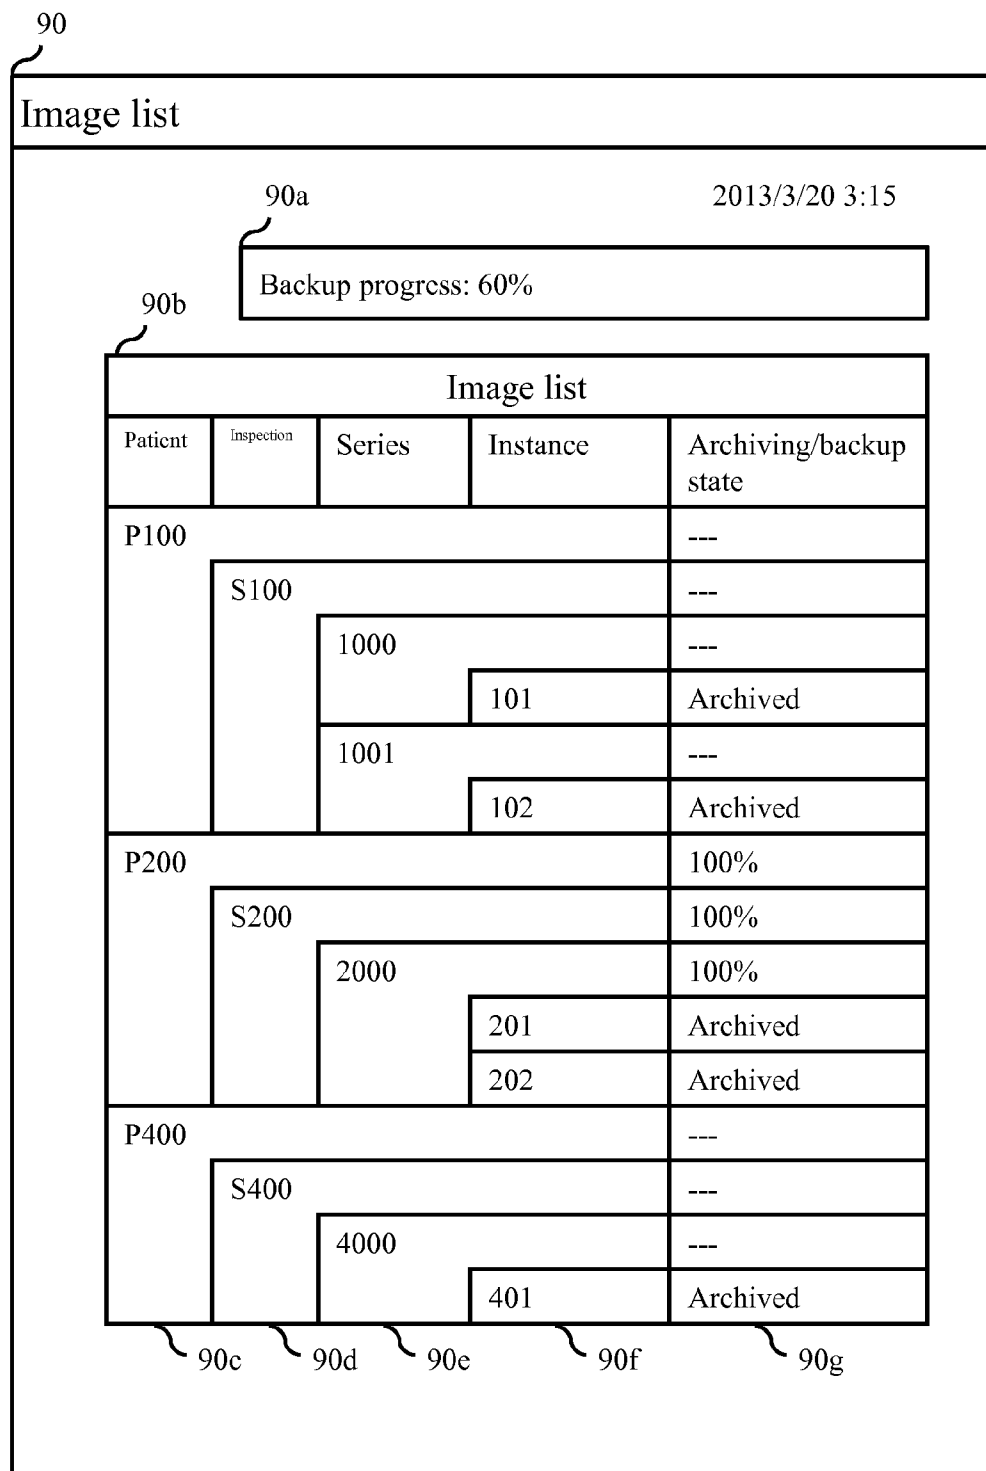 90
Image list
90a
2013/3/20 3:15
Backup progress: 60%
90b
Image list
Patient Inspection Series Instance Archiving/backup
state
P100 ---
S100 ---
1000 ---
101 Archived
1001 ---
102 Archived
P200 100%
S200 100%
2000 100%
201 Archived
202 Archived
P400 ---
S400 ---
4000 ---
401 Archived
90c 90d 90e 90f 90g